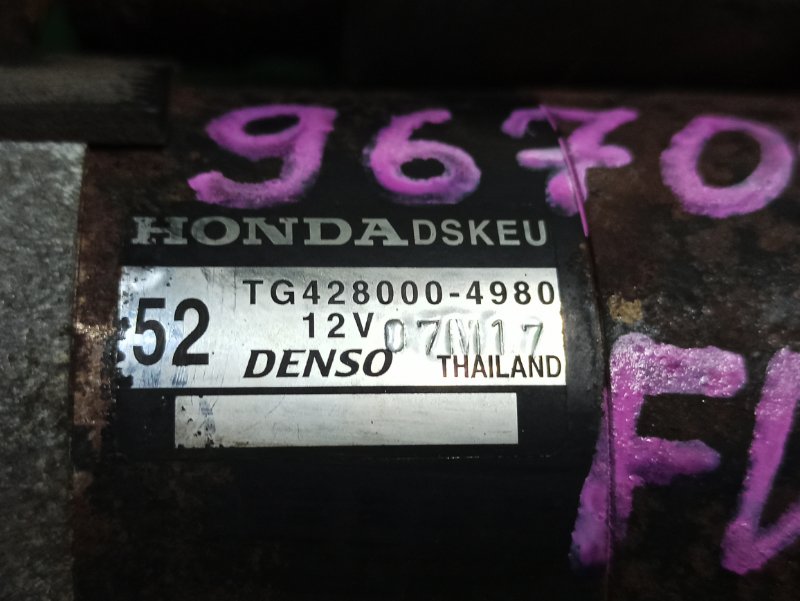 9670
HONDA DSKEU
52
TG428000-4980
12V 07M17
DENSO THAILAND